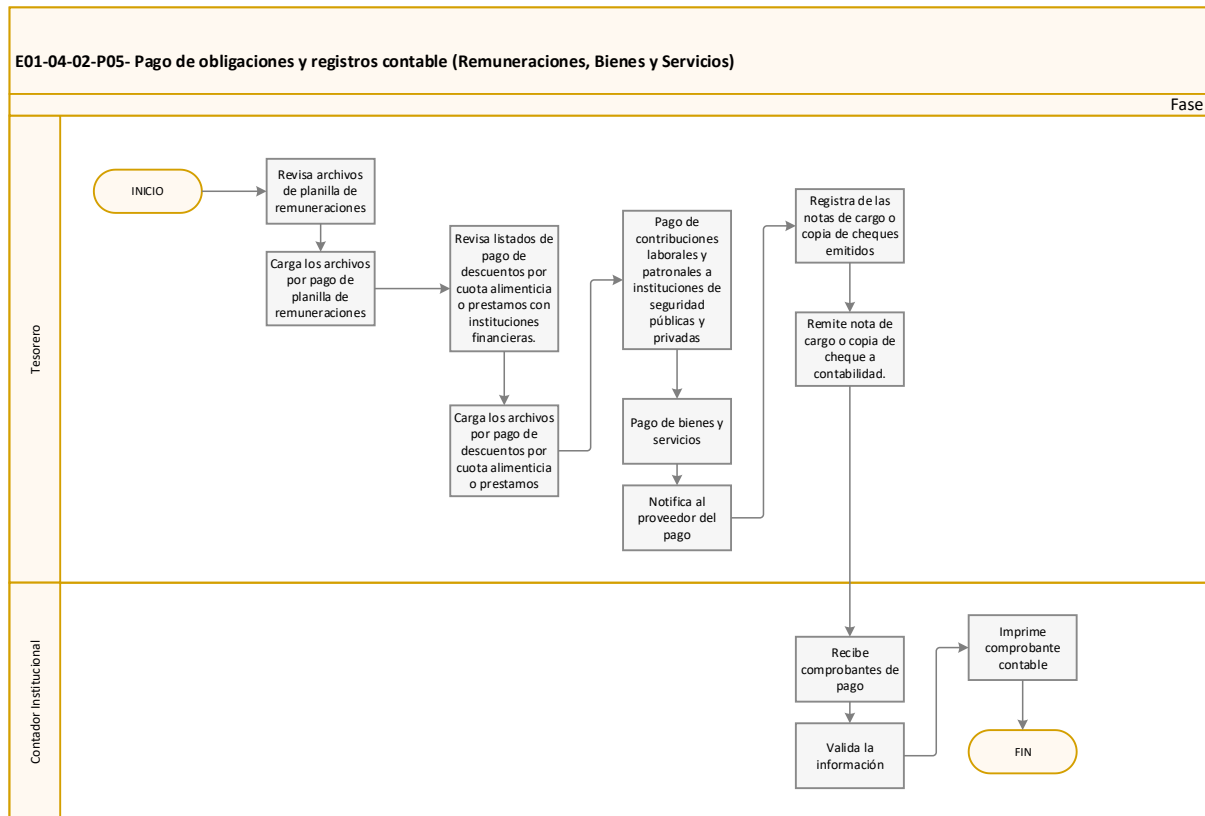 E01-04-02-P05- Pago de obligaciones y registros contable (Remuneraciones, Bienes y Servicios)
Fase
Tesorero
INICIO
Revisa archivos
de planilla de
remuneraciones
Carga los archivos
por pago de
planilla de
remuneraciones
Revisa listados de
pago de
descuentos por
cuota alimenticia
o prestamos con
instituciones
financieras.
Carga los archivos
por pago de
descuentos por
cuota alimenticia
o prestamos
Pago de
contribuciones
laborales y
patronales a
instituciones de
seguridad
públicas y
privadas
Pago de bienes y
servicios
Notifica al
proveedor del
pago
Registra de las
notas de cargo o
copia de cheques
emitidos
Remite nota de
cargo o copia de
cheque a
contabilidad.
Contador Institucional
Recibe
comprobantes de
pago
Valida la
información
Imprime
comprobante
contable
FIN